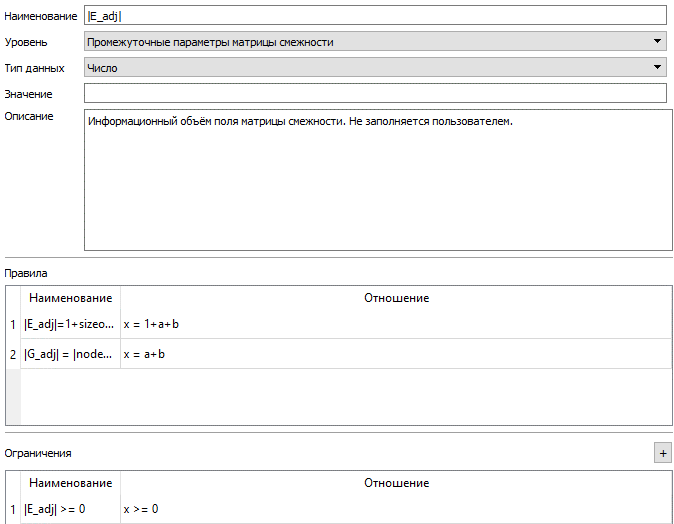 Наименование |E_adj|
Уровень Промежуточные параметры матрицы смежности
Тип данных Число
Значение
Описание Информационный объём поля матрицы смежности. Не заполняется пользователем.
Правила
Наименование Отношение
1 |E_adj|=1+sizeo... x = 1+a+b
2 |G_adj| = |node... x = a+b
Ограничения +
Наименование Отношение
1 |E_adj| >= 0 x >= 0